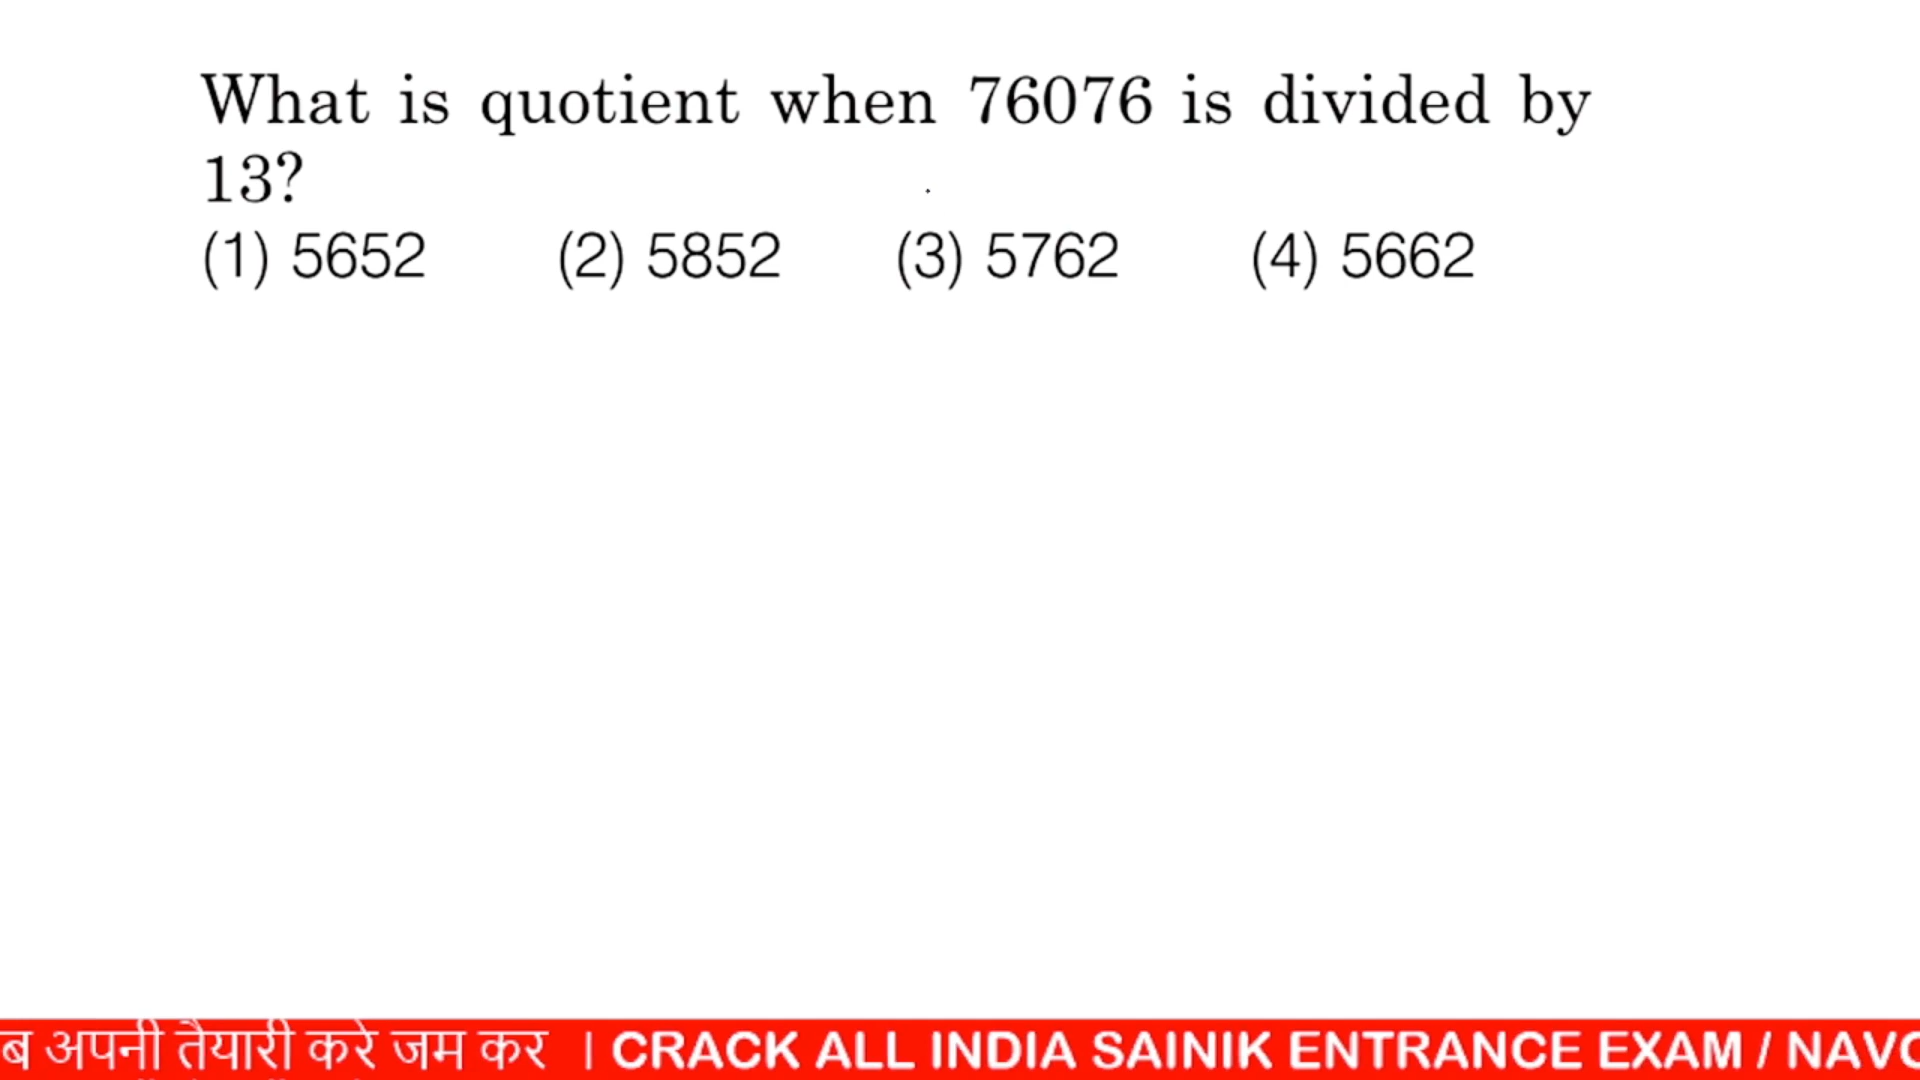 What is quotient when 76076 is divided by
13?
(1) 5652 (2) 5852 (3) 5762 (4) 5662
ब अपनी तैयारी करे जम कर | CRACK ALL INDIA SAINIK ENTRANCE EXAM / NAVO